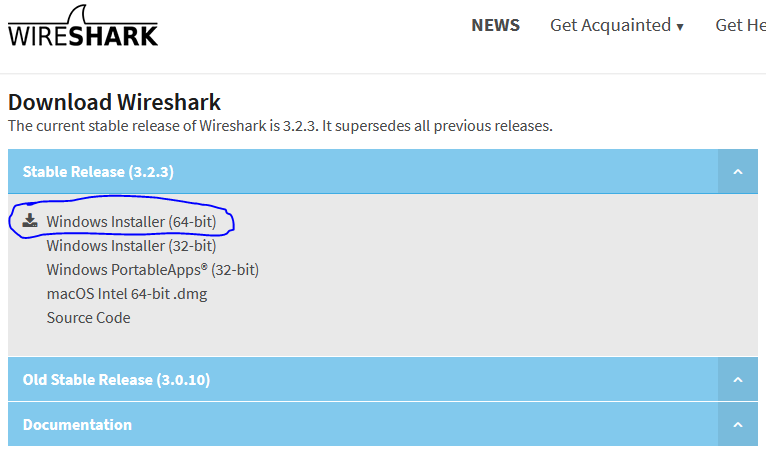 WIRESHARK
NEWS Get Acquainted ▾ Get He
Download Wireshark
The current stable release of Wireshark is 3.2.3. It supersedes all previous releases.
Stable Release (3.2.3)
Windows Installer (64-bit)
Windows Installer (32-bit)
Windows PortableApps® (32-bit)
macOS Intel 64-bit .dmg
Source Code
Old Stable Release (3.0.10)
Documentation